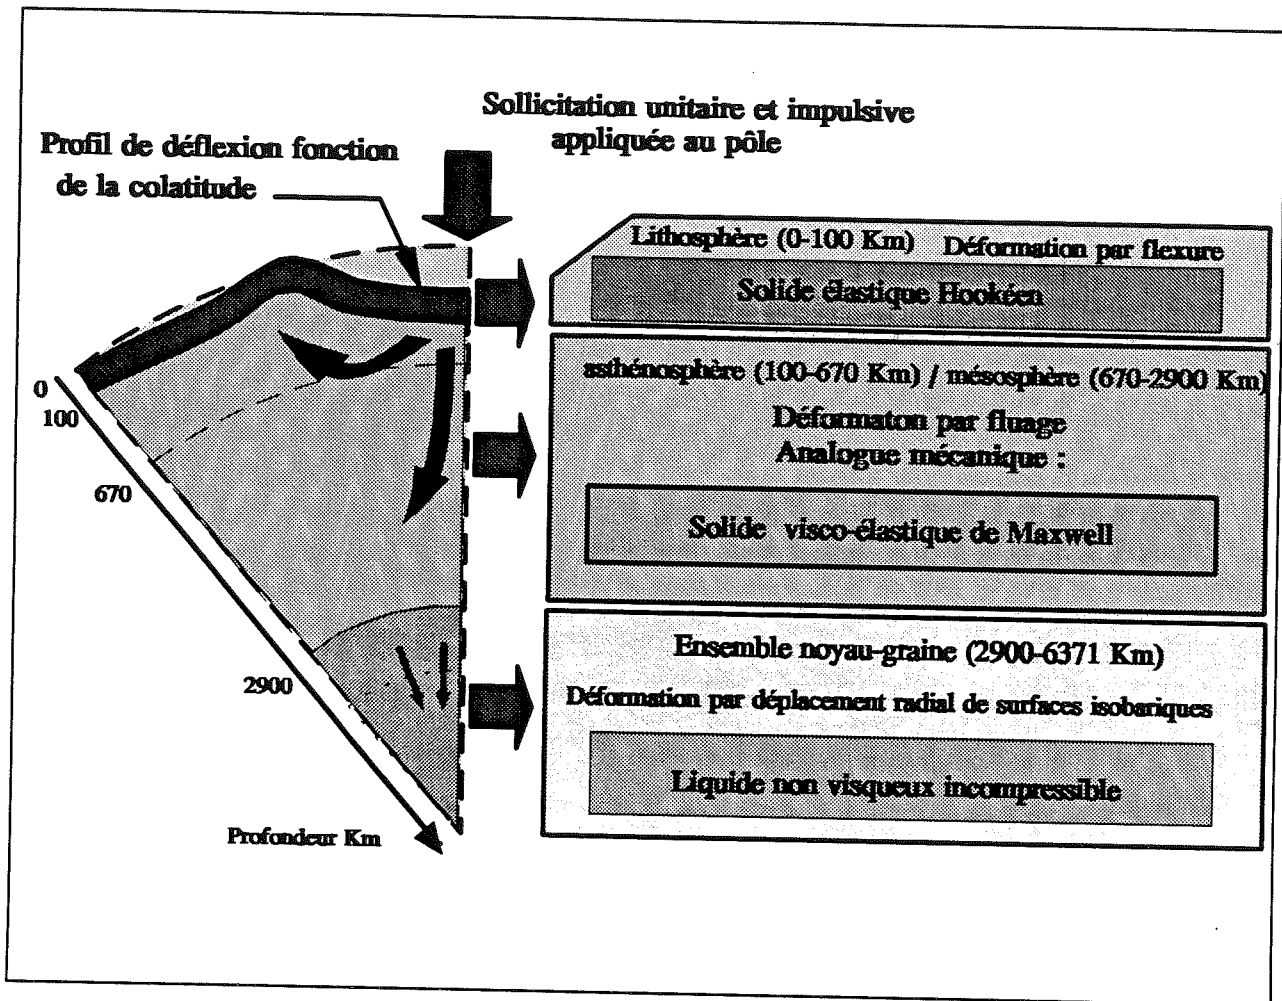 Sollicitation unitaire et impulsive
appliquée au pôle
Profil de déflexion fonction
de la colatitude
Lithosphère (0-100 Km) Déformation par flexure
Solide élastique Hookéen
asthénosphère (100-670 Km) / mésosphère (670-2900 Km)
Déformaton par fluage
Analogue mécanique :
Solide visco-élastique de Maxwell
Ensemble noyau-graine (2900-6371 Km)
Déformation par déplacement radial de surfaces isobariques
Liquide non visqueux incompressible
0
100
670
2900
Profondeur Km